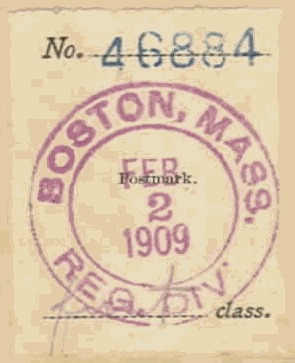 No. 46884
BOSTON, MASS.
FEB
Postmark.
2
1909
REG. DIV.
class.